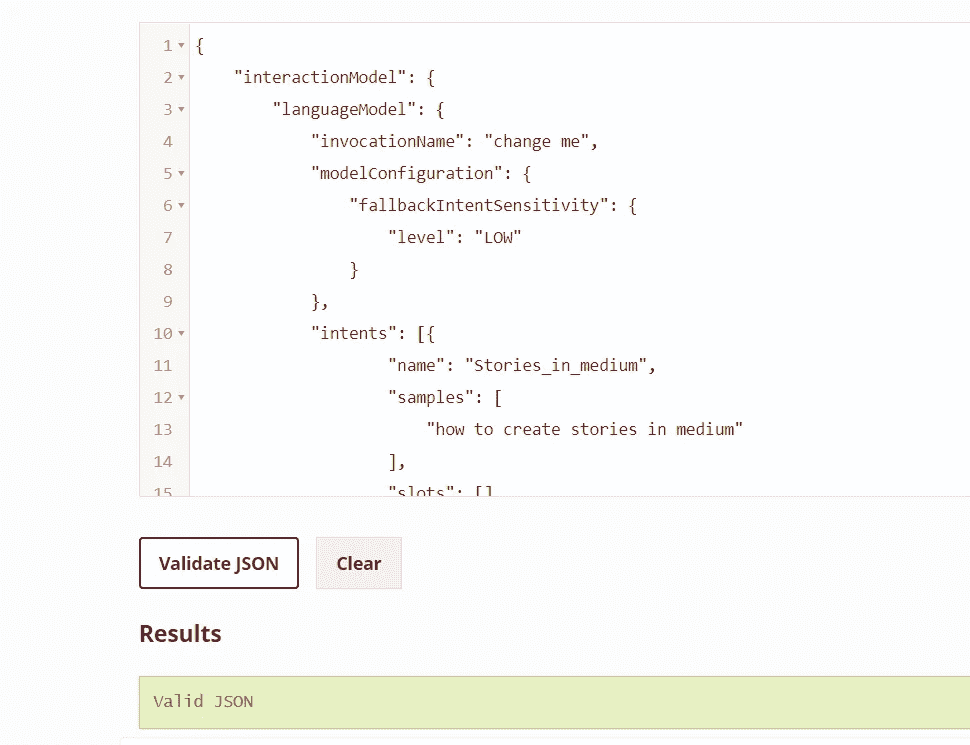 1 {
2 "interactionModel": {
3 "languageModel": {
4 "invocationName": "change me",
5 "modelConfiguration": {
6 "fallbackIntentSensitivity": {
7 "level": "LOW"
8 }
9 },
10 "intents": [{
11 "name": "Stories_in_medium",
12 "samples": [
13 "how to create stories in medium"
14 ],
15 "slots": []
Validate JSON Clear
Results
Valid JSON